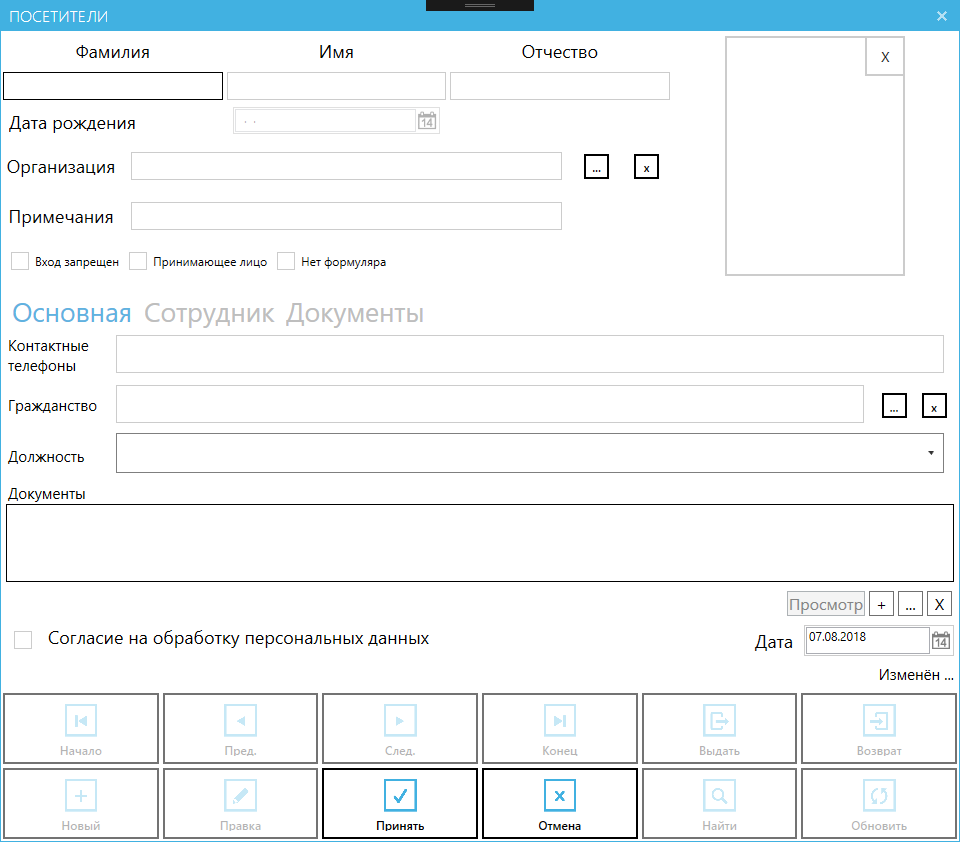 ПОСЕТИТЕЛИ
Фамилия Имя Отчество
X
Дата рождения . . 14
Организация ... x
Примечания
Вход запрещен Принимающее лицо Нет формуляра
Основная Сотрудник Документы
Контактные
телефоны
Гражданство ... x
Должность
Документы
Просмотр + ... X
Согласие на обработку персональных данных
Дата 07.08.2018 14
Изменён ...
Начало Пред. След. Конец Выдать Возврат
Новый Правка Принять Отмена Найти Обновить